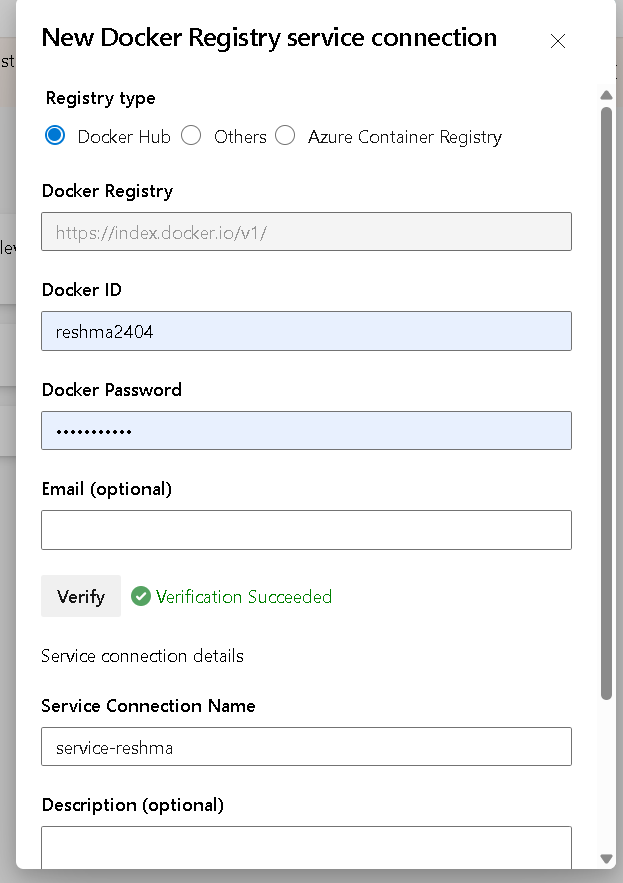 New Docker Registry service connection
st
Registry type
Docker Hub Others Azure Container Registry
Docker Registry
https://index.docker.io/v1/
lev
Docker ID
reshma2404
Docker Password
•••••••••••
Email (optional)
Verify Verification Succeeded
Service connection details
Service Connection Name
service-reshma
Description (optional)